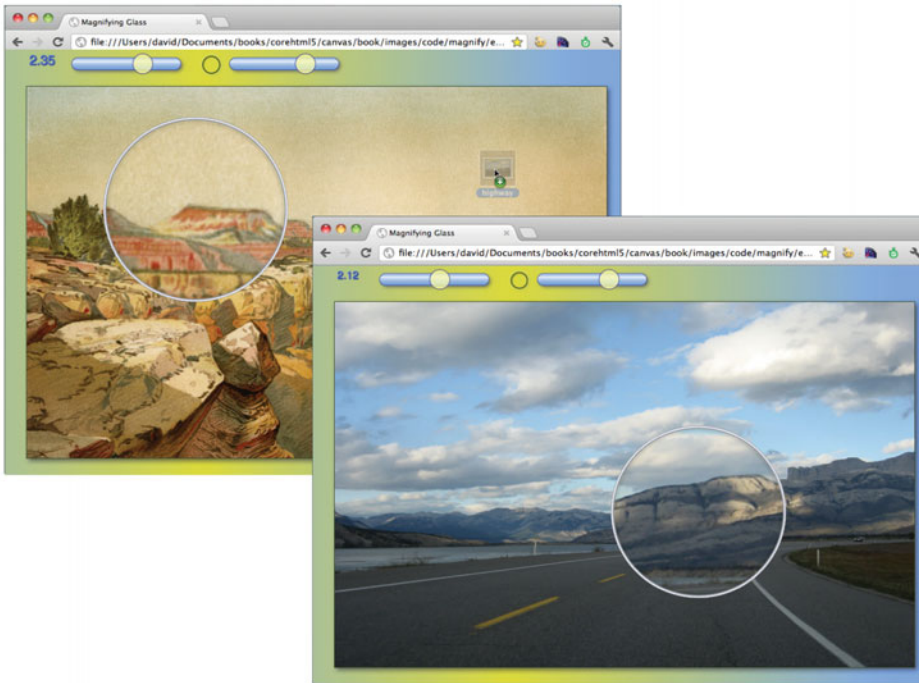 Magnifying Glass
file:///Users/david/Documents/books/corehtml5/canvas/book/images/code/magnify/e...
2.35
highway
Magnifying Glass
file:///Users/david/Documents/books/corehtml5/canvas/book/images/code/magnify/e...
2.12